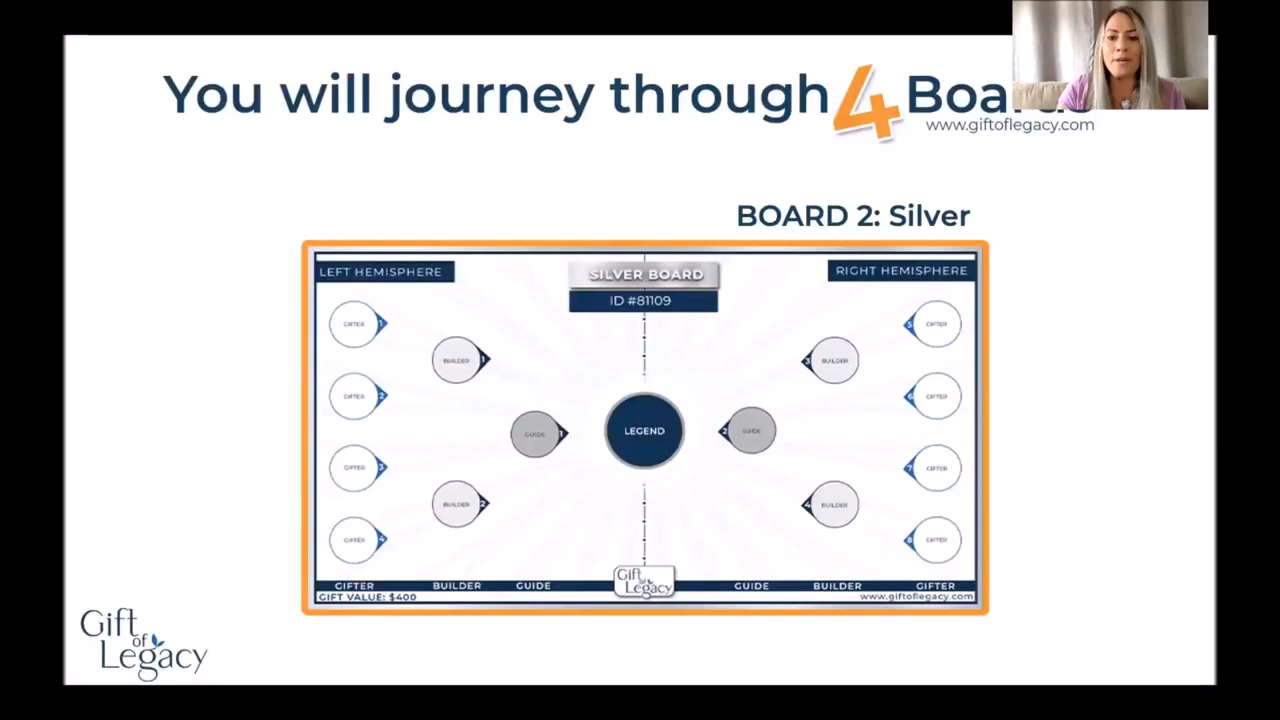 You will journey through 4 Boa
www.giftoflegacy.com
BOARD 2: Silver
LEFT HEMISPHERE
SILVER BOARD
RIGHT HEMISPHERE
ID #81109
GIFTER 1
5 GIFTER
BUILDER 1
3 BUILDER
GIFTER 2
6 GIFTER
GUIDE 1
LEGEND
2 GUIDE
GIFTER 3
7 GIFTER
BUILDER 2
4 BUILDER
GIFTER 4
8 GIFTER
GIFTER BUILDER GUIDE
Gift of Legacy
GUIDE BUILDER GIFTER
GIFT VALUE: $400
www.giftoflegacy.com
Gift
of
Legacy